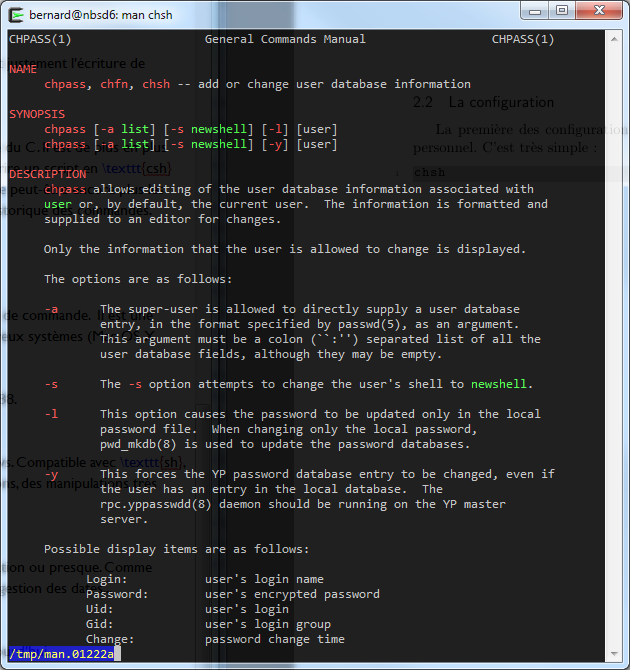 bernard@nbsd6: man chsh
CHPASS(1) General Commands Manual CHPASS(1)
NAME
chpass, chfn, chsh -- add or change user database information
SYNOPSIS
chpass [-a list] [-s newshell] [-l] [user]
chpass [-a list] [-s newshell] [-y] [user]
DESCRIPTION
chpass allows editing of the user database information associated with
user or, by default, the current user. The information is formatted and
supplied to an editor for changes.
Only the information that the user is allowed to change is displayed.
The options are as follows:
-a The super-user is allowed to directly supply a user database
entry, in the format specified by passwd(5), as an argument.
This argument must be a colon (``:'') separated list of all the
user database fields, although they may be empty.
-s The -s option attempts to change the user's shell to newshell.
-l This option causes the password to be updated only in the local
password file. When changing only the local password,
pwd_mkdb(8) is used to update the password databases.
-y This forces the YP password database entry to be changed, even if
the user has an entry in the local database. The
rpc.yppasswdd(8) daemon should be running on the YP master
server.
Possible display items are as follows:
Login: user's login name
Password: user's encrypted password
Uid: user's login
Gid: user's login group
Change: password change time
/tmp/man.01222a
justement l'écriture de
2.2 La configuration
La première des configuration
personnel. C'est très simple :
chsh
du C.
script en \texttt{csh}
peut-
torique des commandes.
de commande. Il est une
eux systèmes (
38.
s. Compatible avec \texttt{sh},
ns, des manipulations très
tion ou presque. Comme
gestion des dates